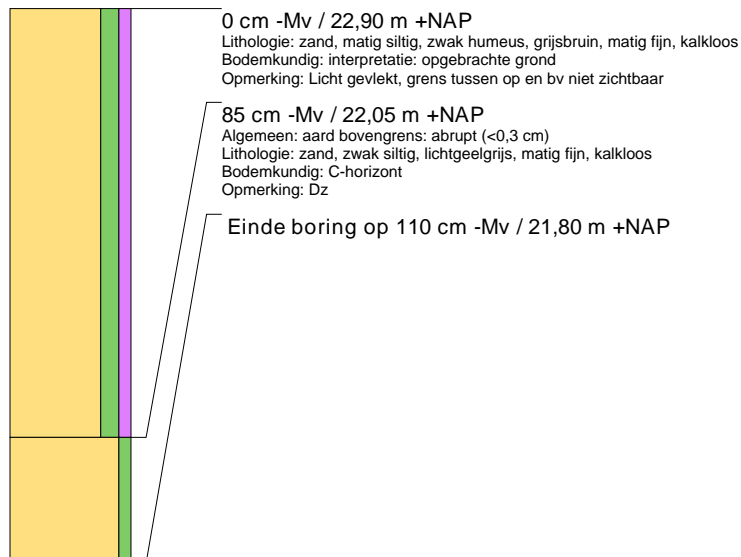 0 cm -Mv / 22,90 m +NAP
Lithologie: zand, matig siltig, zwak humeus, grijsbruin, matig fijn, kalkloos
Bodemkundig: interpretatie: opgebrachte grond
Opmerking: Licht gevlekt, grens tussen op en bv niet zichtbaar
85 cm -Mv / 22,05 m +NAP
Algemeen: aard bovengrens: abrupt (<0,3 cm)
Lithologie: zand, zwak siltig, lichtgeelgrijs, matig fijn, kalkloos
Bodemkundig: C-horizont
Opmerking: Dz
Einde boring op 110 cm -Mv / 21,80 m +NAP